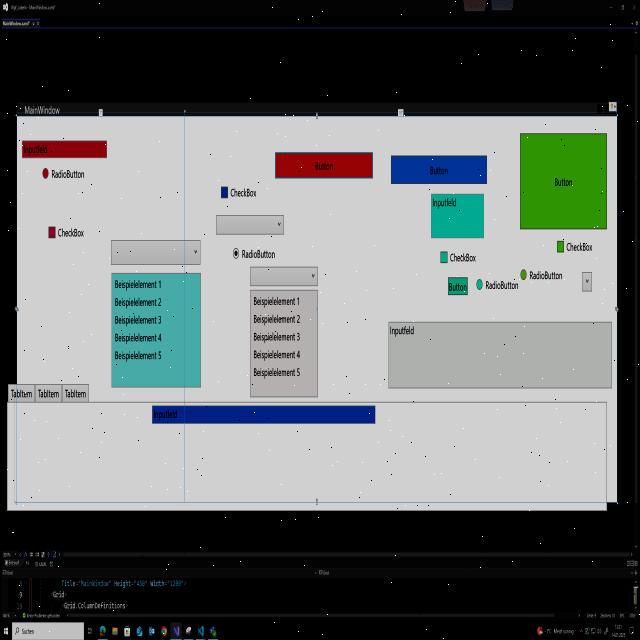 MainWindow
Inputfeld
RadioButton
CheckBox
Button
CheckBox
RadioButton
Button
Inputfeld
CheckBox
Button
RadioButton
Button
CheckBox
RadioButton
Beispielelement 1
Beispielelement 2
Beispielelement 3
Beispielelement 4
Beispielelement 5
Beispielelement 1
Beispielelement 2
Beispielelement 3
Beispielelement 4
Beispielelement 5
Inputfeld
TabItem TabItem TabItem
Inputfeld
Title="MainWindow" Height="450" Width="1200">
<Grid>
<Grid.ColumnDefinitions>
Suchen